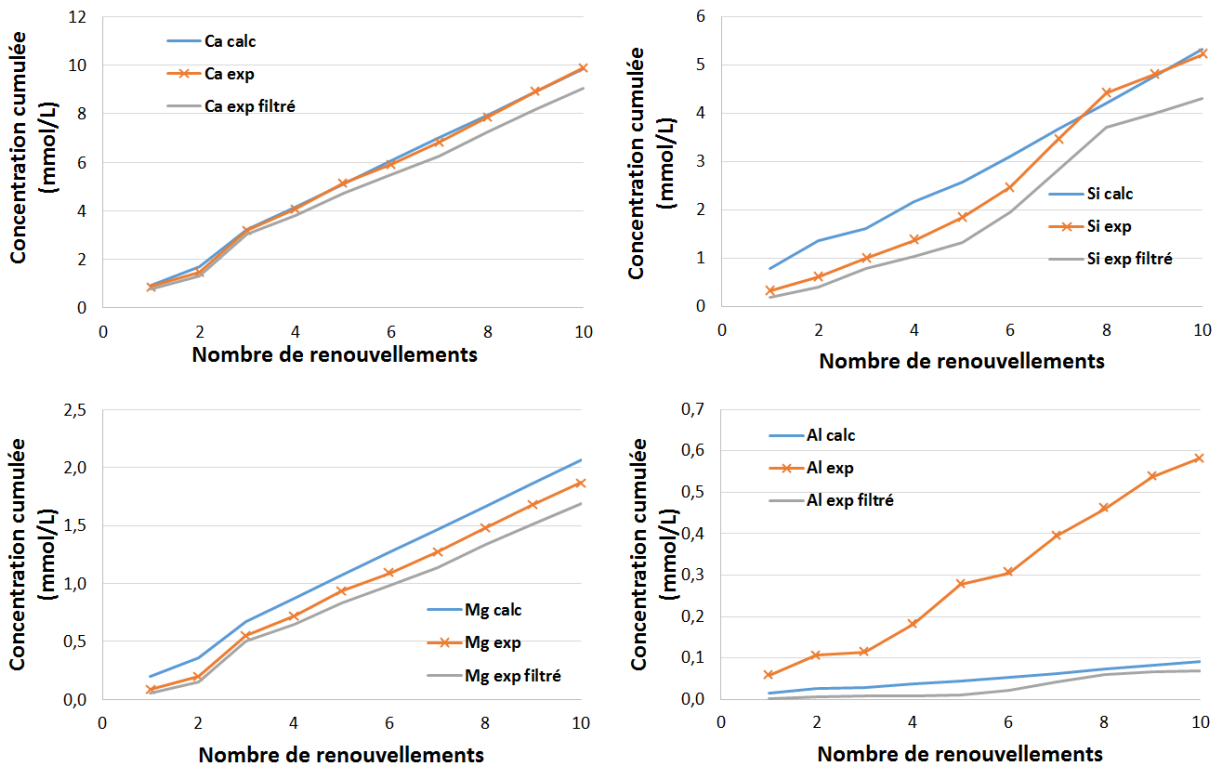 12
10
8
6
4
2
0
Concentration cumulée
(mmol/L)
Ca calc
Ca exp
Ca exp filtré
0
2
4
6
8
10
Nombre de renouvellements
6
5
4
3
2
1
0
Concentration cumulée
(mmol/L)
Si calc
Si exp
Si exp filtré
0
2
4
6
8
10
Nombre de renouvellements
2,5
2,0
1,5
1,0
0,5
0,0
Concentration cumulée
(mmol/L)
Mg calc
Mg exp
Mg exp filtré
0
2
4
6
8
10
Nombre de renouvellements
0,7
0,6
0,5
0,4
0,3
0,2
0,1
0,0
Concentration cumulée
(mmol/L)
Al calc
Al exp
Al exp filtré
0
2
4
6
8
10
Nombre de renouvellements